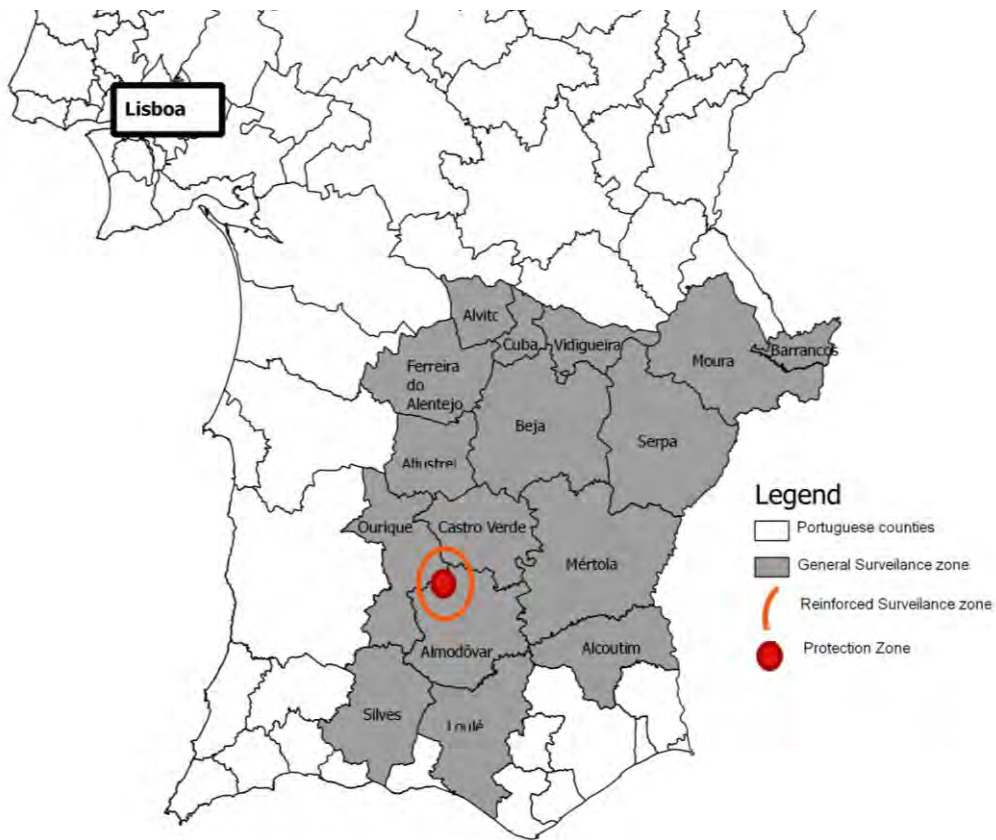 Lisboa
Alvito
Cuba
Vidigueira
Moura
Barrancos
Ferreira
do
Alentejo
Beja
Serpa
Aljustrel
Ourique
Castro Verde
Mértola
Almodôvar
Alcoutim
Silves
Loulé
Legend
Portuguese counties
General Surveilance zone
Reinforced Surveilance zone
Protection Zone